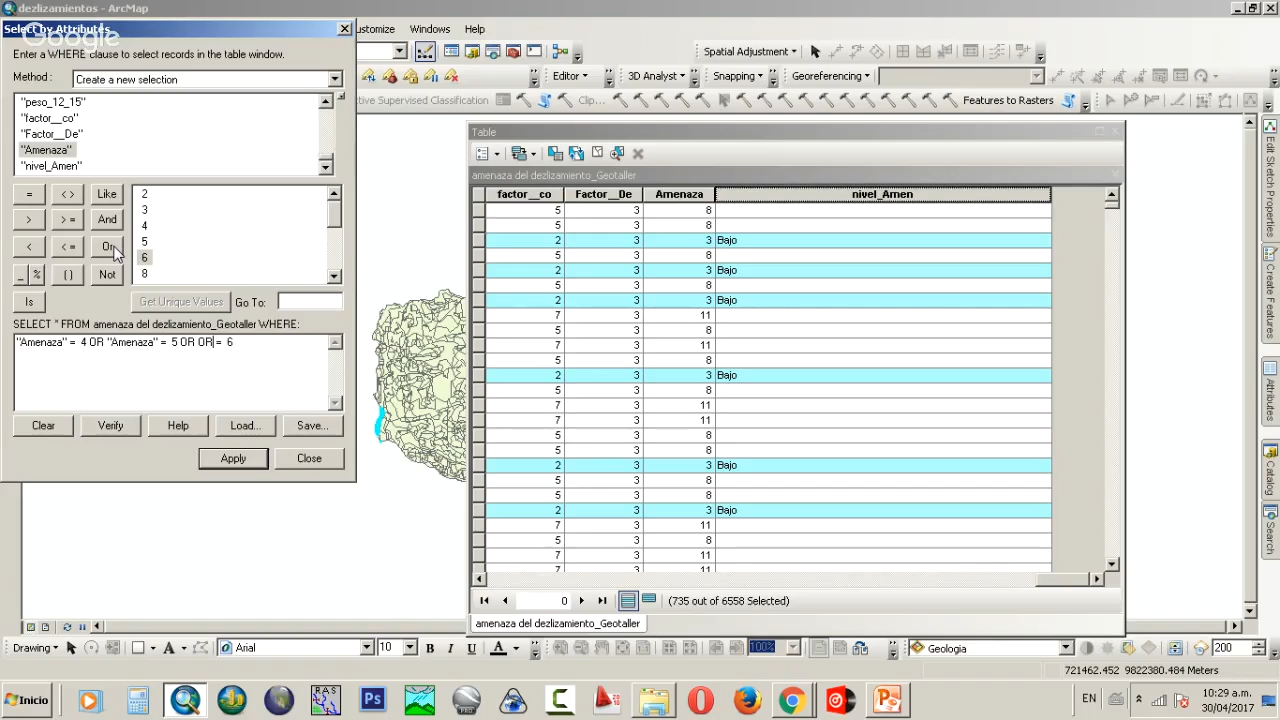 dezlizamientos - ArcMap
Select by Attributes
Google
Customize Windows Help
Enter a WHERE clause to select records in the table window.
Method : Create a new selection
Spatial Adjustment
Editor 3D Analyst Snapping Georeferencing
ctive Supervised Classification Clip... Features to Rasters
"peso_12_15"
"factor__co"
"Factor__De"
"Amenaza"
"nivel_Amen"
= < > Like
> > = And
< < = Or
_ % ( ) Not
Is
2
3
4
5
6
8
Get Unique Values Go To:
SELECT * FROM amenaza del dezlizamiento_Geotaller WHERE:
"Amenaza" = 4 OR "Amenaza" = 5 OR OR = 6
Clear Verify Help Load... Save...
Apply Close
Table
amenaza del dezlizamiento_Geotaller
factor__co Factor__De Amenaza nivel_Amen
5 3 8
5 3 8
2 3 3 Bajo
5 3 8
2 3 3 Bajo
5 3 8
2 3 3 Bajo
7 3 11
5 3 8
7 3 11
5 3 8
2 3 3 Bajo
5 3 8
7 3 11
7 3 11
5 3 8
5 3 8
2 3 3 Bajo
5 3 8
5 3 8
2 3 3 Bajo
7 3 11
5 3 8
7 3 11
7 3 11
0 (735 out of 6558 Selected)
amenaza del dezlizamiento_Geotaller
Edit Sketch Properties
Create Features
Attributes
Catalog
Search
Drawing A Arial 10 B I U A 100% Geologia 200
721462.452 9822380.484 Meters
Inicio RAS Ps PRO C EN 10:29 a.m.
30/04/2017